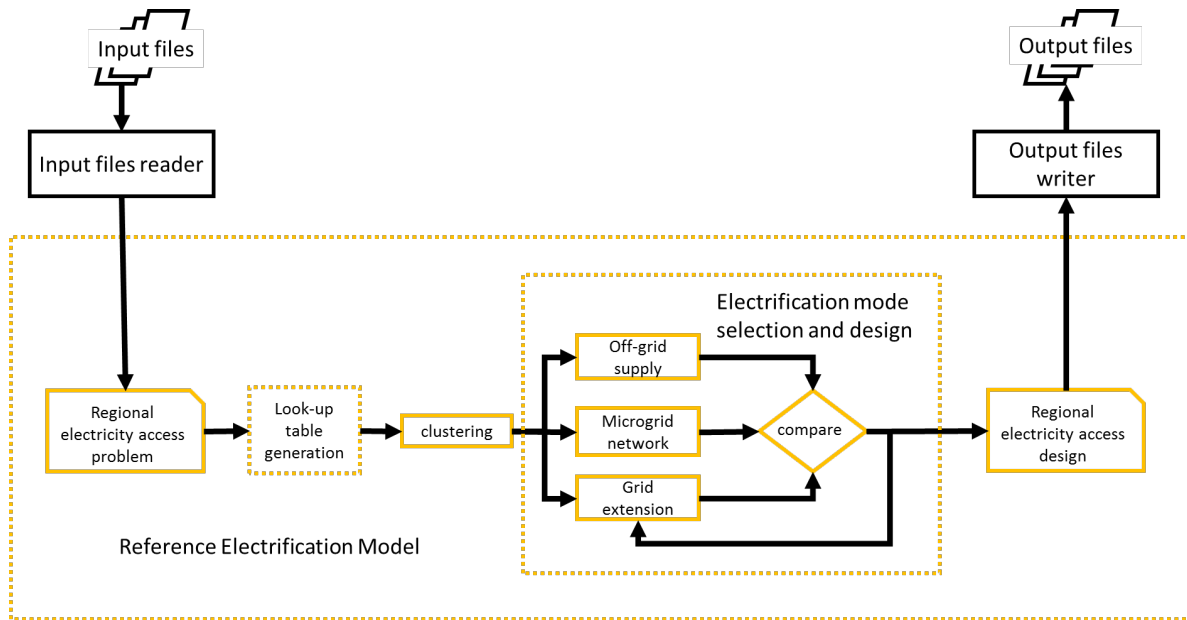 Input files
Output files
Input files reader
Output files
writer
Electrification mode
selection and design
Off-grid
supply
Regional
electricity access
problem
Look-up
table
generation
clustering
Microgrid
network
compare
Regional
electricity access
design
Grid
extension
Reference Electrification Model